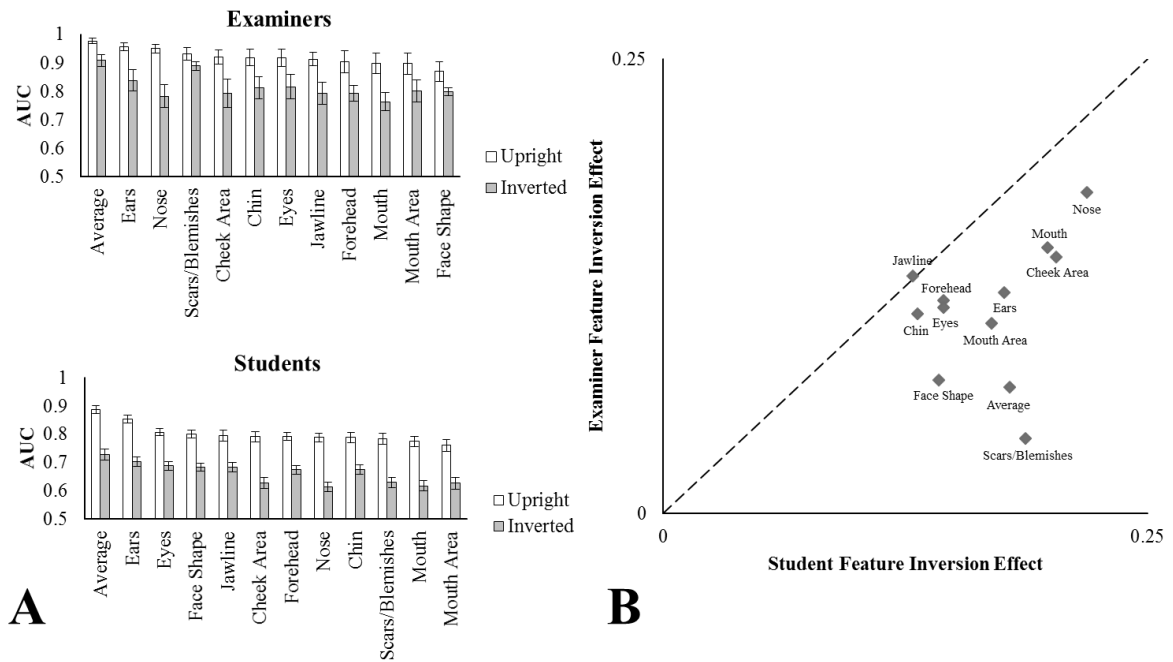 Examiners
1
0.9
0.8
0.7
0.6
0.5
AUC
Upright
Inverted
Average
Ears
Nose
Scars/Blemishes
Cheek Area
Chin
Eyes
Jawline
Forehead
Mouth
Mouth Area
Face Shape
Students
1
0.9
0.8
0.7
0.6
0.5
AUC
Upright
Inverted
Average
Ears
Eyes
Face Shape
Jawline
Cheek Area
Forehead
Nose
Chin
Scars/Blemishes
Mouth
Mouth Area
A
0.25
Examiner Feature Inversion Effect
Nose
Mouth
Cheek Area
Jawline
Forehead
Ears
Chin
Eyes
Mouth Area
Face Shape
Average
Scars/Blemishes
0
0
0.25
Student Feature Inversion Effect
B